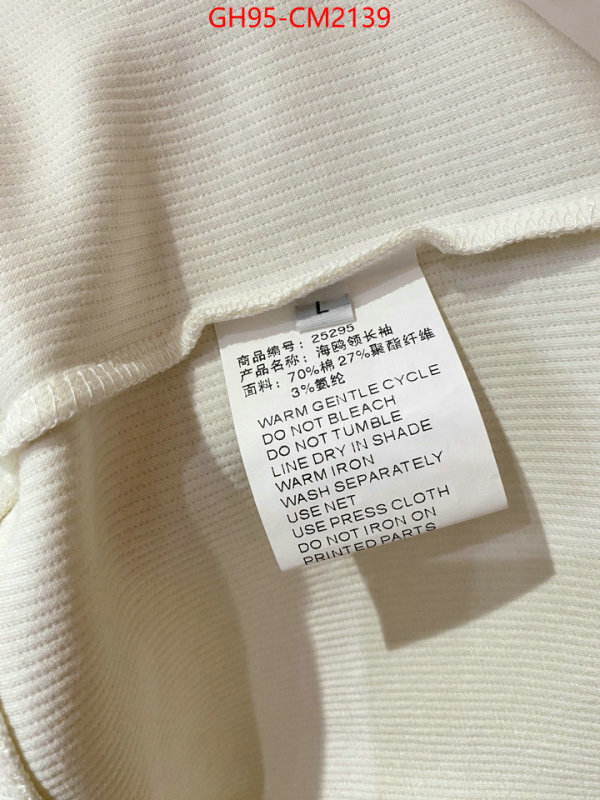 GH95-CM2139
L
商品编号: 25295
产品名称: 海鸥领长袖
面料: 70%棉 27%聚酯纤维
3%氨纶
WARM GENTLE CYCLE
DO NOT BLEACH
DO NOT TUMBLE
LINE DRY IN SHADE
WARM IRON
WASH SEPARATELY
USE NET
USE PRESS CLOTH
DO NOT IRON ON
PRINTED PARTS